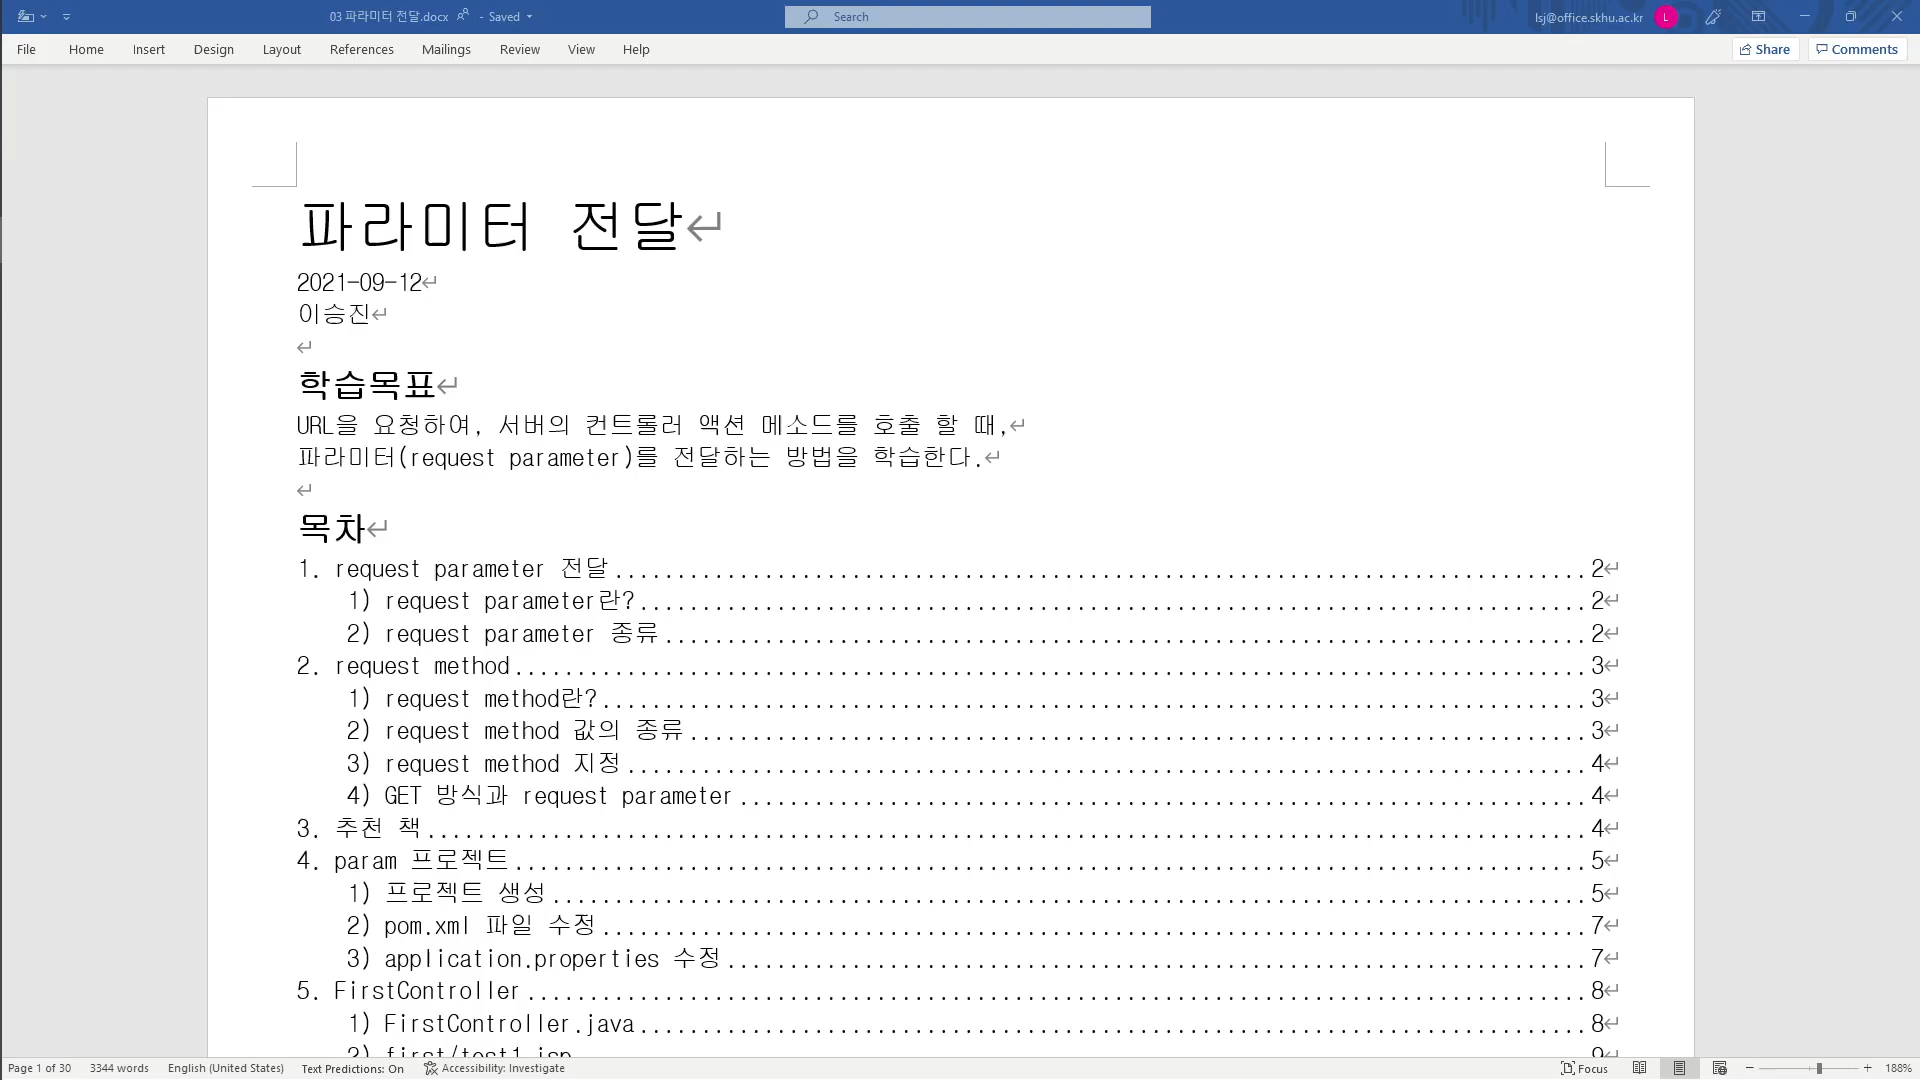 03 파라미터 전달.docx - Saved
Search
lsj@office.skhu.ac.kr L
File Home Insert Design Layout References Mailings Review View Help Share Comments
파라미터 전달↵
2021-09-12↵
이승진↵
↵
학습목표↵
URL을 요청하여, 서버의 컨트롤러 액션 메소드를 호출 할 때,↵
파라미터(request parameter)를 전달하는 방법을 학습한다.↵
↵
목차↵
1. request parameter 전달 2↵
1) request parameter란? 2↵
2) request parameter 종류 2↵
2. request method 3↵
1) request method란? 3↵
2) request method 값의 종류 3↵
3) request method 지정 4↵
4) GET 방식과 request parameter 4↵
3. 추천 책 4↵
4. param 프로젝트 5↵
1) 프로젝트 생성 5↵
2) pom.xml 파일 수정 7↵
3) application.properties 수정 7↵
5. FirstController 8↵
1) FirstController.java 8↵
2) first/test1.jsp 9
Page 1 of 30 3344 words English (United States) Text Predictions: On Accessibility: Investigate Focus 188%